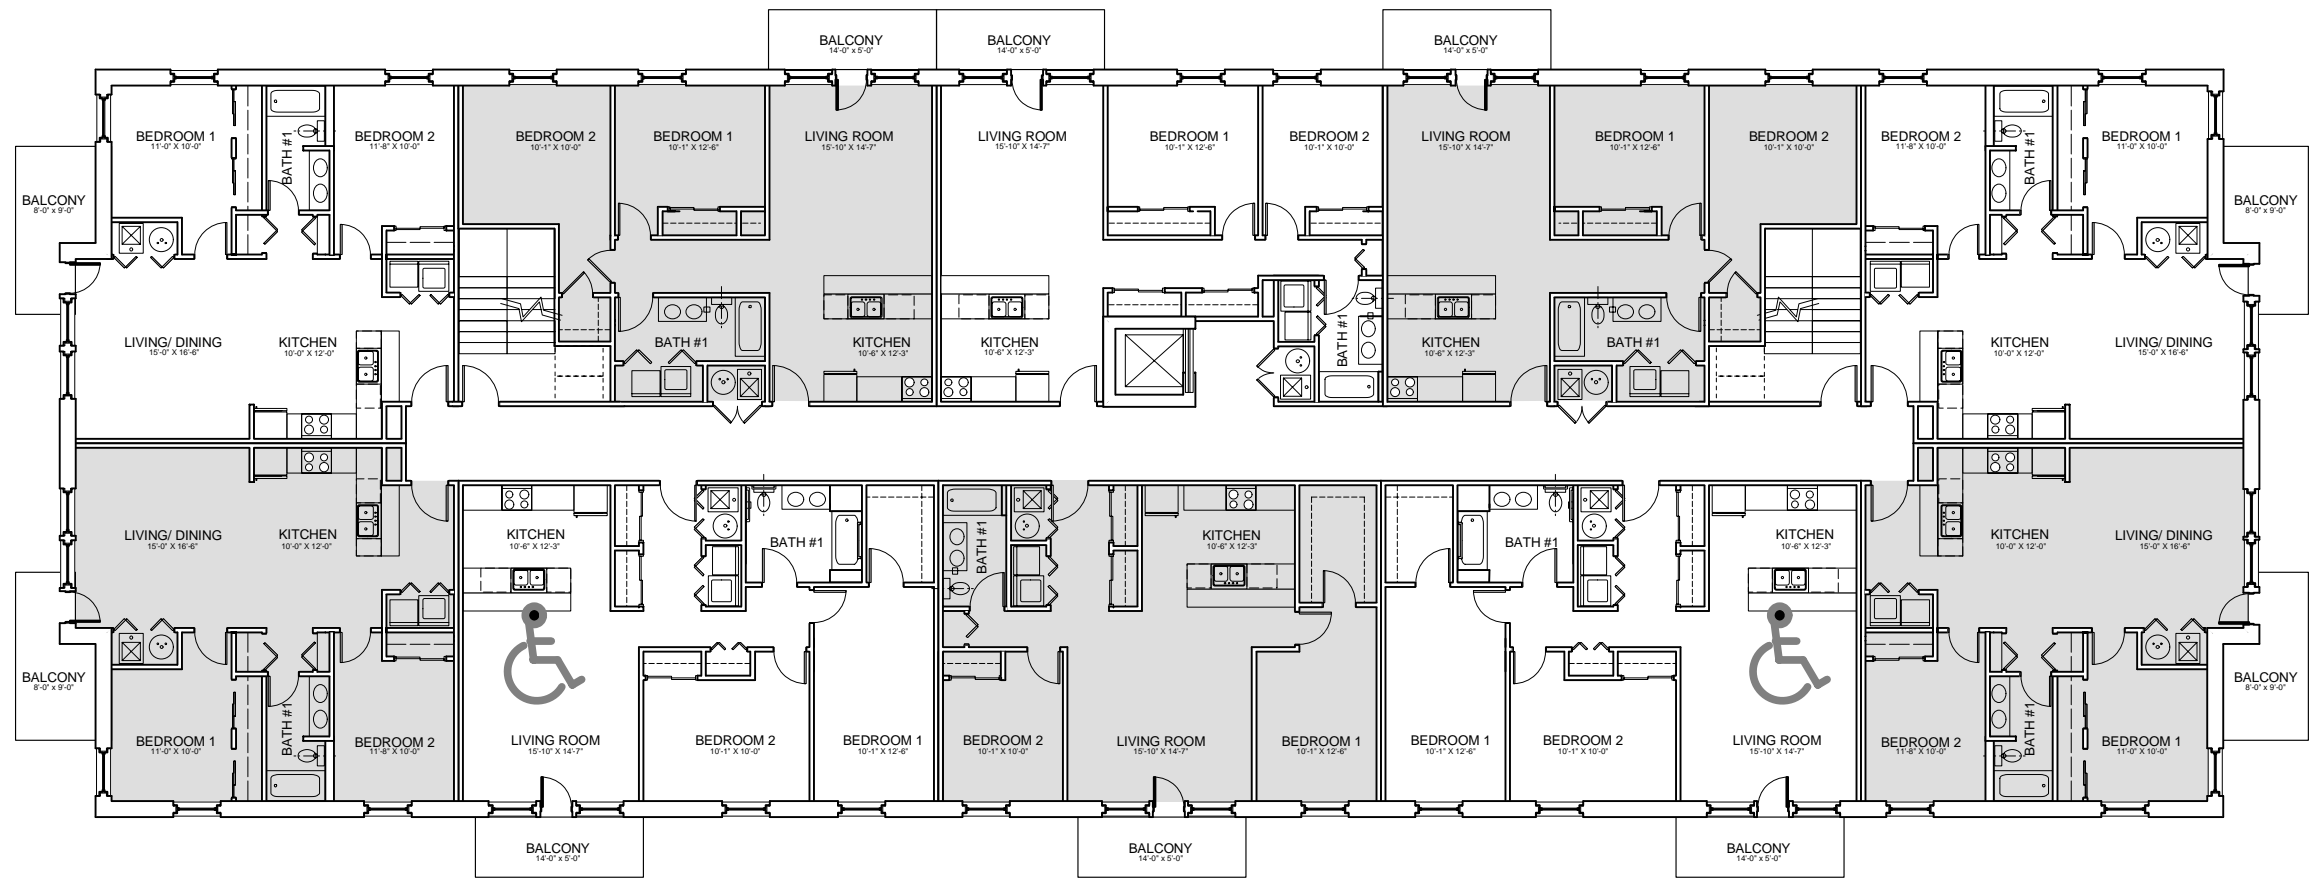 BALCONY
14'-0" x 5'-0"
BALCONY
14'-0" x 5'-0"
BALCONY
14'-0" x 5'-0"
BEDROOM 1
11'-0" X 10'-0"
BATH #1
BEDROOM 2
11'-8" X 10'-0"
BEDROOM 2
10'-1" X 10'-0"
BEDROOM 1
10'-1" X 12'-6"
LIVING ROOM
15'-10" X 14'-7"
LIVING ROOM
15'-10" X 14'-7"
BEDROOM 1
10'-1" X 12'-6"
BEDROOM 2
10'-1" X 10'-0"
LIVING ROOM
15'-10" X 14'-7"
BEDROOM 1
10'-1" X 12'-6"
BEDROOM 2
10'-1" X 10'-0"
BEDROOM 2
11'-8" X 10'-0"
BATH #1
BEDROOM 1
11'-0" X 10'-0"
BALCONY
8'-0" x 9'-0"
BALCONY
8'-0" x 9'-0"
LIVING/ DINING
15'-0" X 16'-6"
KITCHEN
10'-0" X 12'-0"
BATH #1
KITCHEN
10'-6" X 12'-3"
KITCHEN
10'-6" X 12'-3"
BATH #1
KITCHEN
10'-6" X 12'-3"
BATH #1
KITCHEN
10'-0" X 12'-0"
LIVING/ DINING
15'-0" X 16'-6"
LIVING/ DINING
15'-0" X 16'-6"
KITCHEN
10'-0" X 12'-0"
KITCHEN
10'-6" X 12'-3"
BATH #1
BATH #1
KITCHEN
10'-6" X 12'-3"
BATH #1
KITCHEN
10'-6" X 12'-3"
KITCHEN
10'-0" X 12'-0"
LIVING/ DINING
15'-0" X 16'-6"
BALCONY
8'-0" x 9'-0"
BALCONY
8'-0" x 9'-0"
BEDROOM 1
11'-0" X 10'-0"
BATH #1
BEDROOM 2
11'-8" X 10'-0"
LIVING ROOM
15'-10" X 14'-7"
BEDROOM 2
10'-1" X 10'-0"
BEDROOM 1
10'-1" X 12'-6"
BEDROOM 2
10'-1" X 10'-0"
LIVING ROOM
15'-10" X 14'-7"
BEDROOM 1
10'-1" X 12'-6"
BEDROOM 1
10'-1" X 12'-6"
BEDROOM 2
10'-1" X 10'-0"
LIVING ROOM
15'-10" X 14'-7"
BEDROOM 2
11'-8" X 10'-0"
BATH #1
BEDROOM 1
11'-0" X 10'-0"
BALCONY
14'-0" x 5'-0"
BALCONY
14'-0" x 5'-0"
BALCONY
14'-0" x 5'-0"